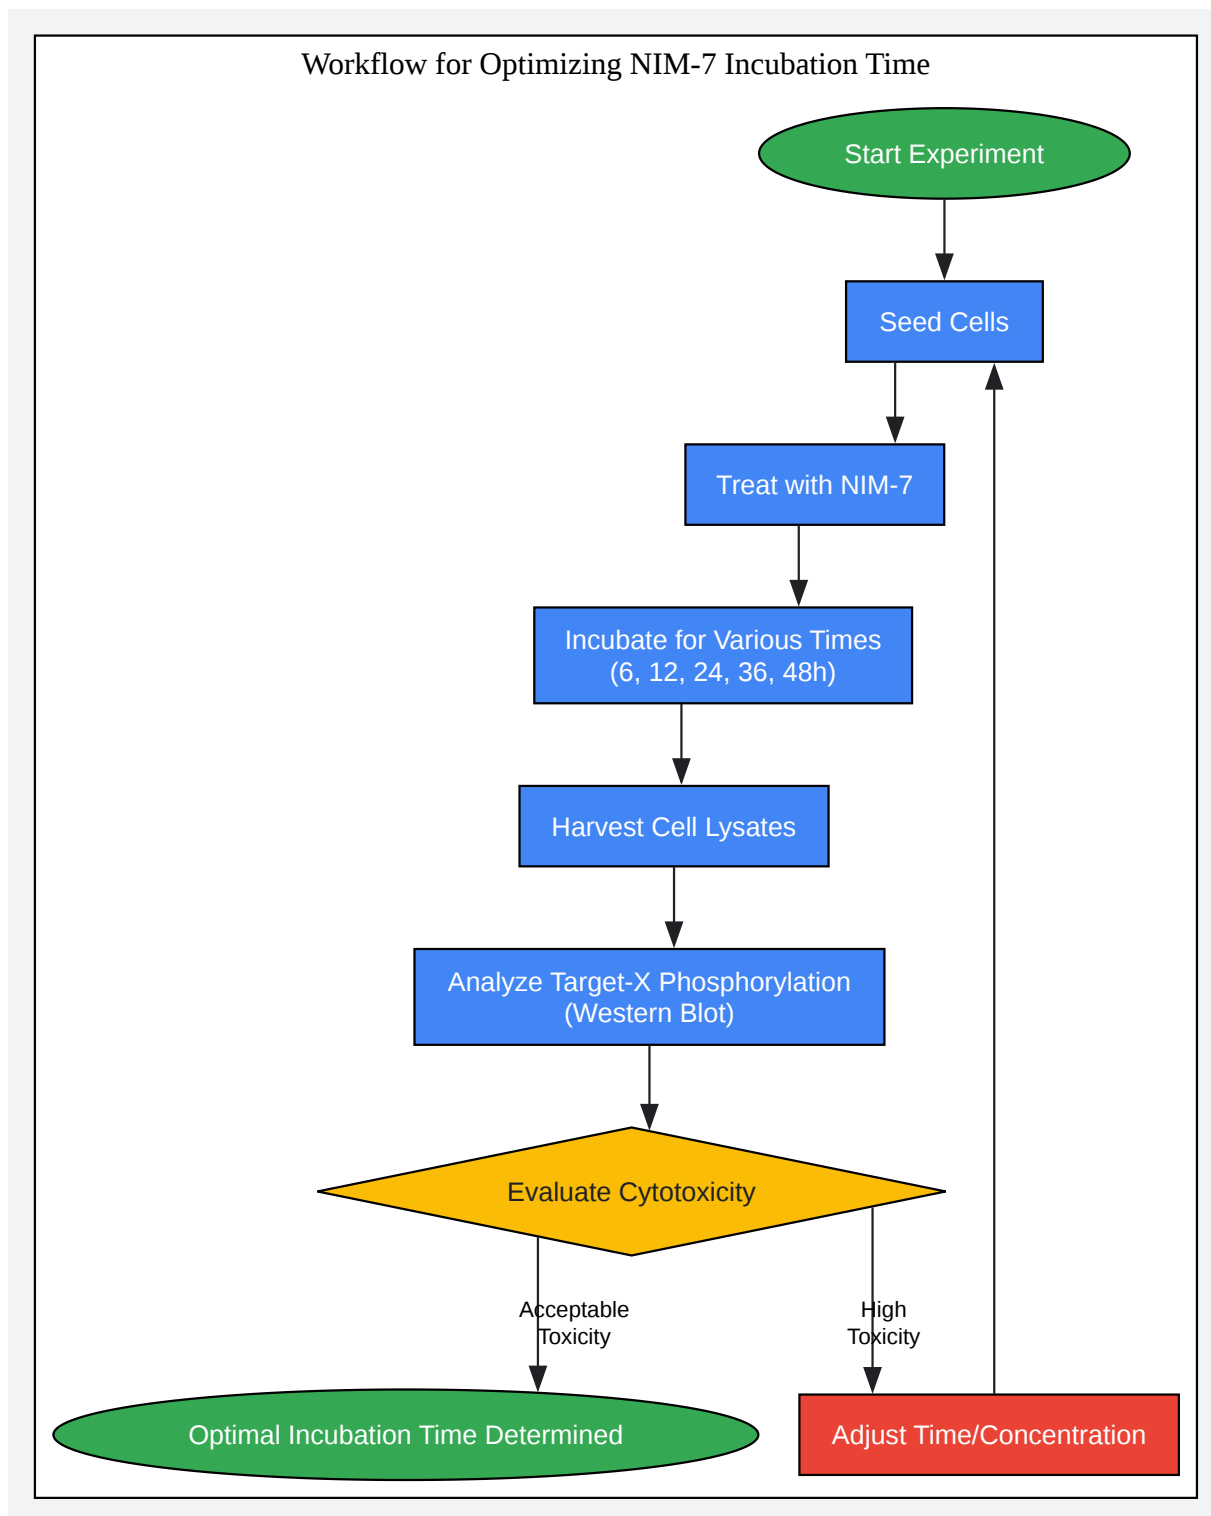 Workflow for Optimizing NIM-7 Incubation Time
Start Experiment
Seed Cells
Treat with NIM-7
Incubate for Various Times
(6, 12, 24, 36, 48h)
Harvest Cell Lysates
Analyze Target-X Phosphorylation
(Western Blot)
Evaluate Cytotoxicity
Acceptable
Toxicity
High
Toxicity
Optimal Incubation Time Determined
Adjust Time/Concentration